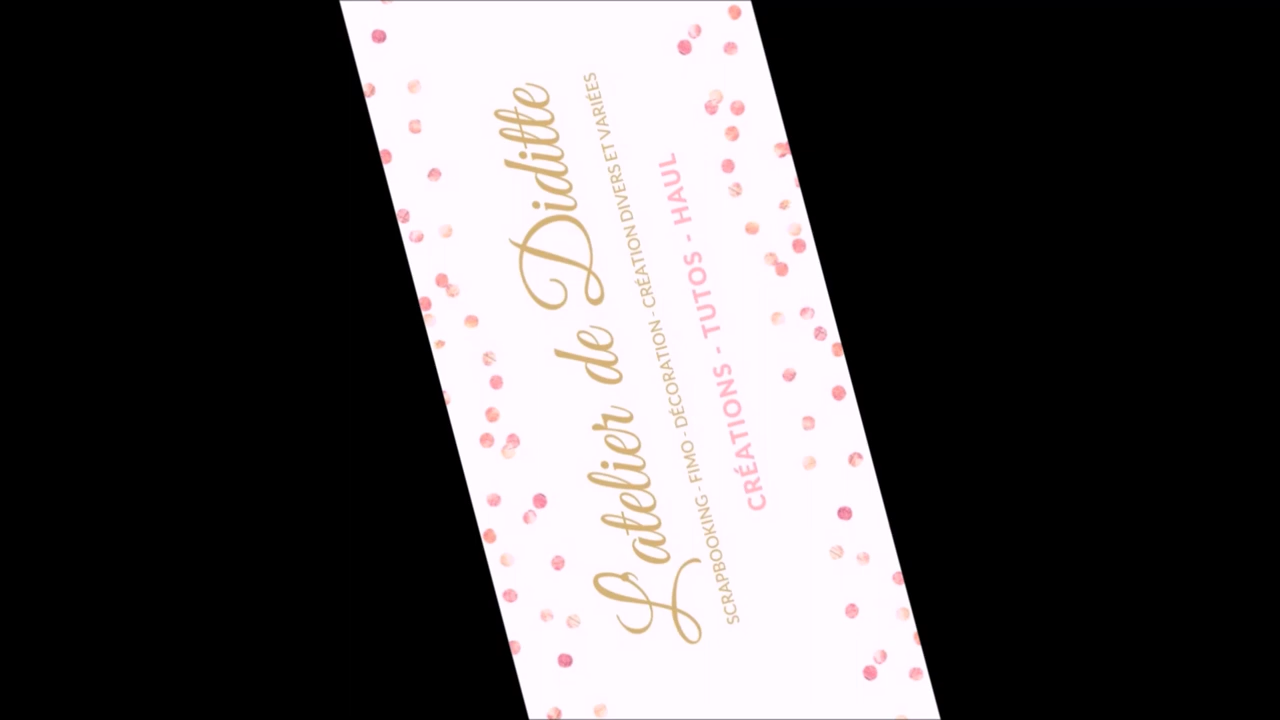 L'atelier de Diditte
SCRAPBOOKING - FIMO - DÉCORATION - CRÉATION DIVERS ET VARIÉES
CRÉATIONS - TUTOS - HAUL